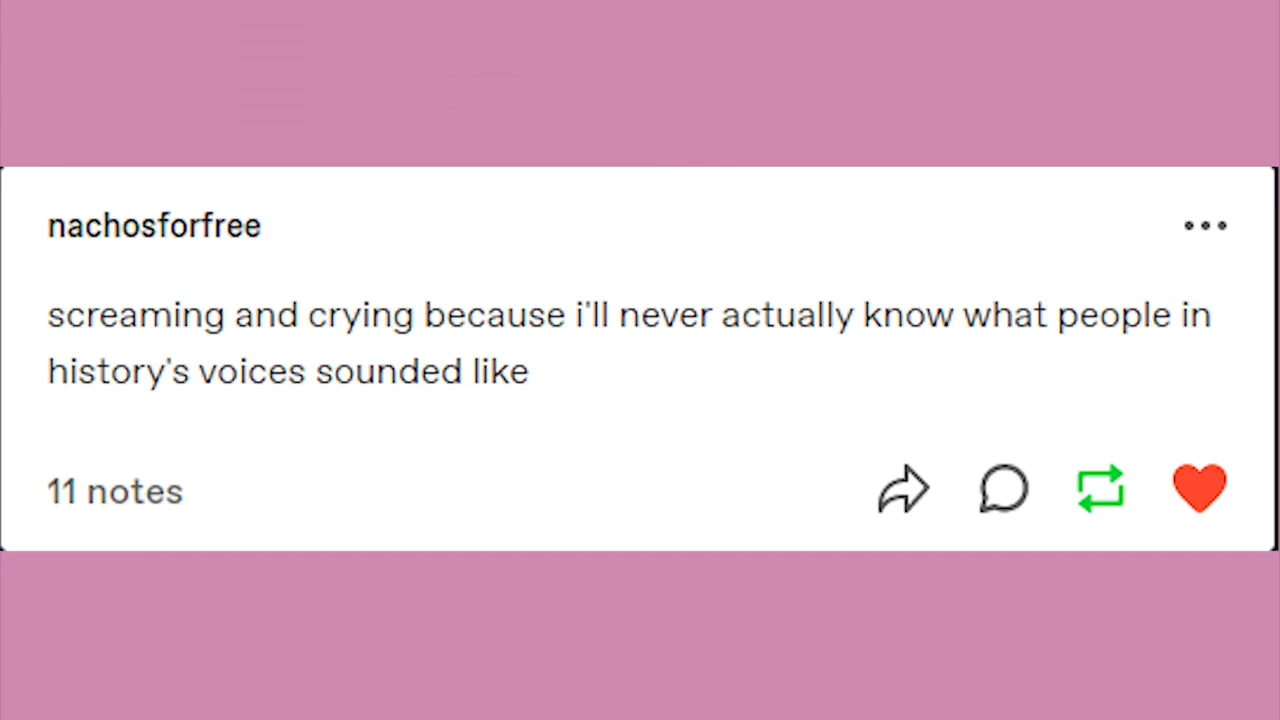 nachosforfree
screaming and crying because i'll never actually know what people in
history's voices sounded like
11 notes